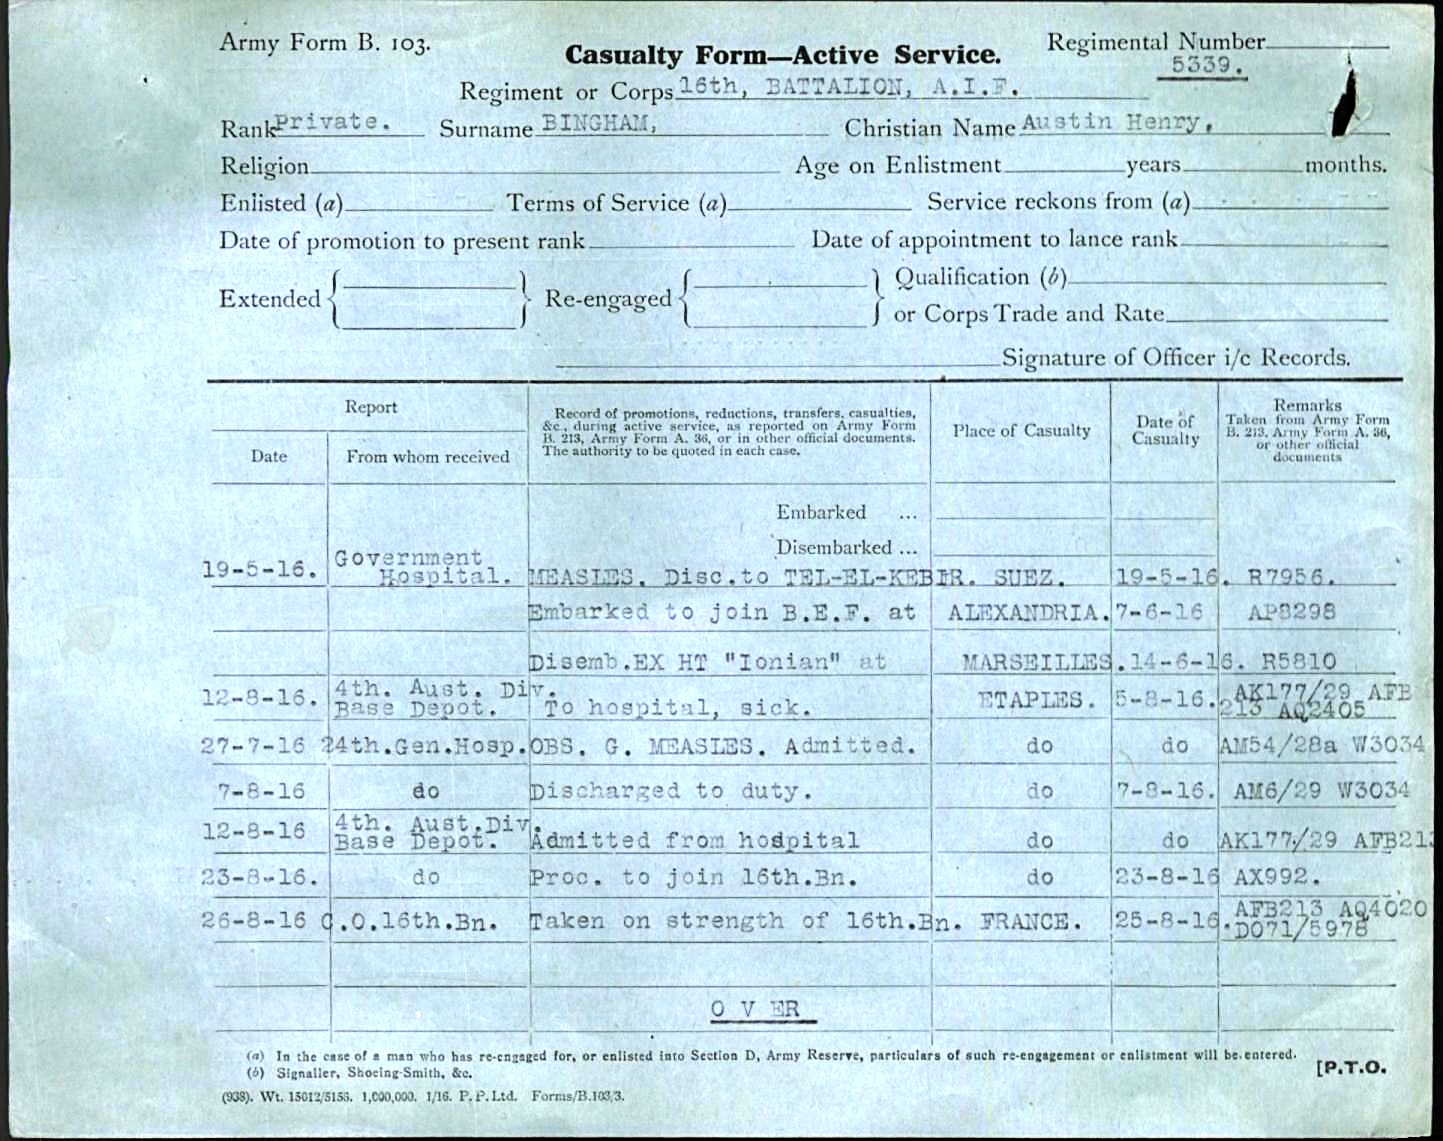 Army Form B. 103.
Casualty Form—Active Service.
Regimental Number
5339.
Regiment or Corps 16th, BATTALION, A.I.F.
Rank Private. Surname BINGHAM, Christian Name Austin Henry,
Religion Age on Enlistment years months.
Enlisted (a) Terms of Service (a) Service reckons from (a)
Date of promotion to present rank Date of appointment to lance rank
Extended { } Re-engaged { } Qualification (b)
or Corps Trade and Rate
Signature of Officer i/c Records.
Report
Date From whom received
Record of promotions, reductions, transfers, casualties,
&c., during active service, as reported on Army Form
B. 213, Army Form A. 36, or in other official documents.
The authority to be quoted in each case.
Place of Casualty
Date of
Casualty
Remarks
Taken from Army Form
B. 213, Army Form A. 36,
or other official
documents
Embarked ...
Disembarked ...
19-5-16. Government
Hospital. MEASLES. Disc.to TEL-EL-KEBIR. SUEZ. 19-5-16. R7956.
Embarked to join B.E.F. at ALEXANDRIA. 7-6-16 AP8298
Disemb.EX HT "Ionian" at MARSEILLES. 14-6-16. R5810
12-8-16. 4th. Aust. Div.
Base Depot. To hospital, sick. ETAPLES. 5-8-16. AK177/29 AFB
213 AQ2405
27-7-16 24th.Gen.Hosp. OBS. G. MEASLES. Admitted. do do AM54/28a W3034
7-8-16 do Discharged to duty. do 7-8-16. AM6/29 W3034
12-8-16 4th. Aust.Div.
Base Depot. Admitted from hospital do do AK177/29 AFB213
23-8-16. do Proc. to join 16th.Bn. do 23-8-16 AX992.
26-8-16 C.O.16th.Bn. Taken on strength of 16th.Bn. FRANCE. 25-8-16. AFB213 AQ4020
DO71/5978
O V ER
(a) In the case of a man who has re-engaged for, or enlisted into Section D, Army Reserve, particulars of such re-engagement or enlistment will be entered.
(b) Signaller, Shoeing-Smith, &c.
[P.T.O.
(938). Wt. 15012/5153. 1,000,000. 1/16. P. P. Ltd. Forms/B.103/3.